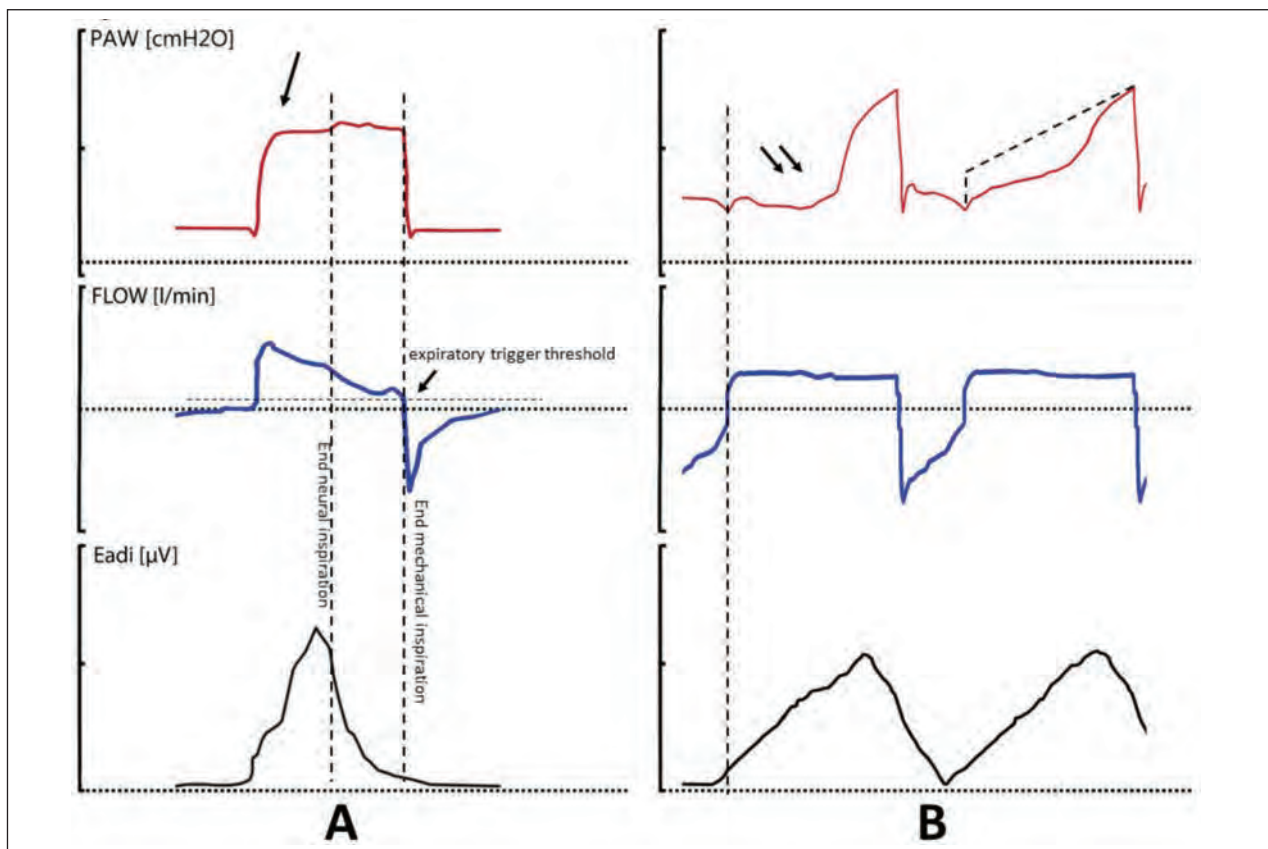 PAW [cmH2O]
FLOW [l/min]
expiratory trigger threshold
End neural inspiration
End mechanical inspiration
Eadi [µV]
A
B